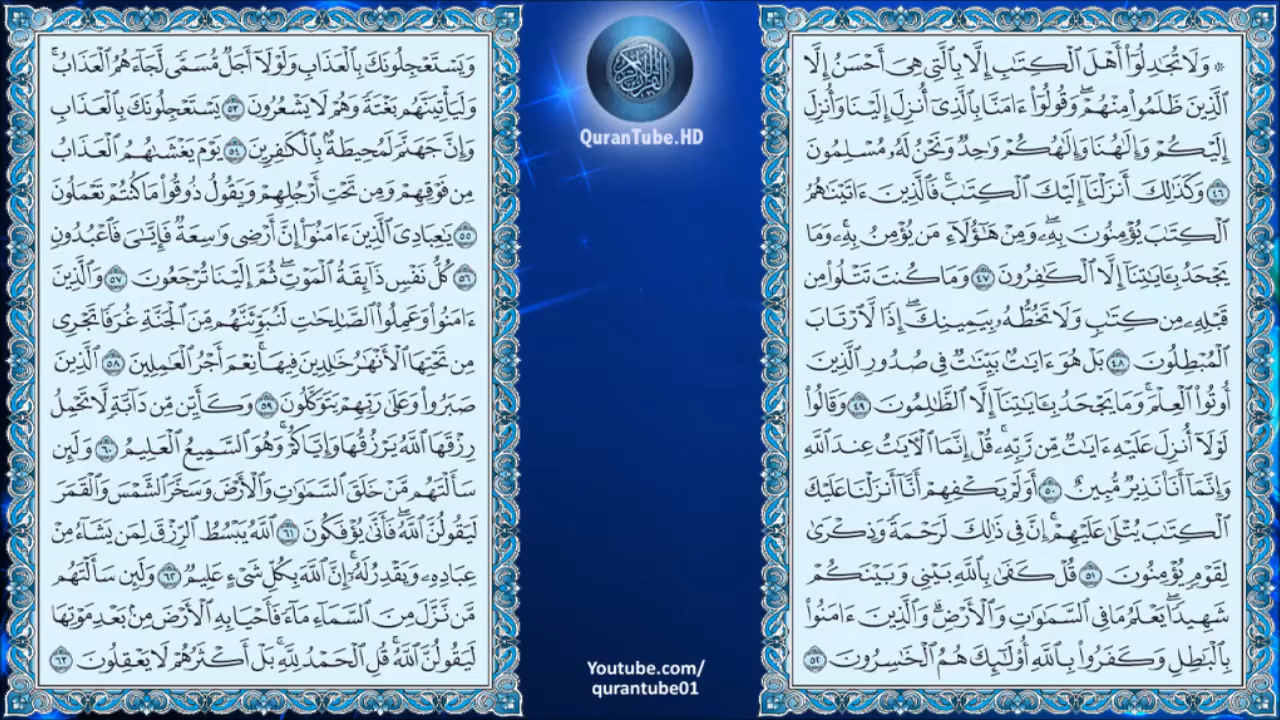 ۞ وَلَا تُجَٰدِلُوٓا۟ أَهْلَ ٱلْكِتَٰبِ إِلَّا بِٱلَّتِى هِىَ أَحْسَنُ إِلَّا
ٱلَّذِينَ ظَلَمُوا۟ مِنْهُمْ ۖ وَقُولُوٓا۟ ءَامَنَّا بِٱلَّذِىٓ أُنزِلَ إِلَيْنَا وَأُنزِلَ
إِلَيْكُمْ وَإِلَٰهُنَا وَإِلَٰهُكُمْ وَٰحِدٌ وَنَحْنُ لَهُۥ مُسْلِمُونَ
٤٦ وَكَذَٰلِكَ أَنزَلْنَآ إِلَيْكَ ٱلْكِتَٰبَ ۚ فَٱلَّذِينَ ءَاتَيْنَٰهُمُ
ٱلْكِتَٰبَ يُؤْمِنُونَ بِهِۦ ۖ وَمِنْ هَٰٓؤُلَآءِ مَن يُؤْمِنُ بِهِۦ ۚ وَمَا
يَجْحَدُ بِـَٔايَٰتِنَآ إِلَّا ٱلْكَٰفِرُونَ ٤٧ وَمَا كُنتَ تَتْلُوا۟ مِن
قَبْلِهِۦ مِن كِتَٰبٍ وَلَا تَخُطُّهُۥ بِيَمِينِكَ ۖ إِذًا لَّٱرْتَابَ
ٱلْمُبْطِلُونَ ٤٨ بَلْ هُوَ ءَايَٰتٌۢ بَيِّنَٰتٌ فِى صُدُورِ ٱلَّذِينَ
أُوتُوا۟ ٱلْعِلْمَ ۚ وَمَا يَجْحَدُ بِـَٔايَٰتِنَآ إِلَّا ٱلظَّٰلِمُونَ ٤٩ وَقَالُوا۟
لَوْلَآ أُنزِلَ عَلَيْهِ ءَايَٰتٌ مِّن رَّبِّهِۦ ۖ قُلْ إِنَّمَا ٱلْءَايَٰتُ عِندَ ٱللَّهِ
وَإِنَّمَآ أَنَا۠ نَذِيرٌ مُّبِينٌ ٥٠ أَوَلَمْ يَكْفِهِمْ أَنَّآ أَنزَلْنَا عَلَيْكَ
ٱلْكِتَٰبَ يُتْلَىٰ عَلَيْهِمْ ۚ إِنَّ فِى ذَٰلِكَ لَرَحْمَةً وَذِكْرَىٰ
لِقَوْمٍ يُؤْمِنُونَ ٥١ قُلْ كَفَىٰ بِٱللَّهِ بَيْنِى وَبَيْنَكُمْ
شَهِيدًا ۖ يَعْلَمُ مَا فِى ٱلسَّمَٰوَٰتِ وَٱلْأَرْضِ ۗ وَٱلَّذِينَ ءَامَنُوا۟
بِٱلْبَٰطِلِ وَكَفَرُوا۟ بِٱللَّهِ أُو۟لَٰٓئِكَ هُمُ ٱلْخَٰسِرُونَ ٥٢
وَيَسْتَعْجِلُونَكَ بِٱلْعَذَابِ ۚ وَلَوْلَآ أَجَلٌ مُّسَمًّى لَّجَآءَهُمُ ٱلْعَذَابُ ۚ
وَلَيَأْتِيَنَّهُم بَغْتَةً وَهُمْ لَا يَشْعُرُونَ ٥٣ يَسْتَعْجِلُونَكَ بِٱلْعَذَابِ
وَإِنَّ جَهَنَّمَ لَمُحِيطَةٌۢ بِٱلْكَٰفِرِينَ ٥٤ يَوْمَ يَغْشَىٰهُمُ ٱلْعَذَابُ
مِن فَوْقِهِمْ وَمِن تَحْتِ أَرْجُلِهِمْ وَيَقُولُ ذُوقُوا۟ مَا كُنتُمْ تَعْمَلُونَ
٥٥ يَٰعِبَادِىَ ٱلَّذِينَ ءَامَنُوٓا۟ إِنَّ أَرْضِى وَٰسِعَةٌ فَإِيَّٰىَ فَٱعْبُدُونِ
٥٦ كُلُّ نَفْسٍ ذَآئِقَةُ ٱلْمَوْتِ ۖ ثُمَّ إِلَيْنَا تُرْجَعُونَ ٥٧ وَٱلَّذِينَ
ءَامَنُوا۟ وَعَمِلُوا۟ ٱلصَّٰلِحَٰتِ لَنُبَوِّئَنَّهُم مِّنَ ٱلْجَنَّةِ غُرَفًا تَجْرِى
مِن تَحْتِهَا ٱلْأَنْهَٰرُ خَٰلِدِينَ فِيهَا ۚ نِعْمَ أَجْرُ ٱلْعَٰمِلِينَ ٥٨ ٱلَّذِينَ
صَبَرُوا۟ وَعَلَىٰ رَبِّهِمْ يَتَوَكَّلُونَ ٥٩ وَكَأَيِّن مِّن دَآبَّةٍ لَّا تَحْمِلُ
رِزْقَهَا ٱللَّهُ يَرْزُقُهَا وَإِيَّاكُمْ ۚ وَهُوَ ٱلسَّمِيعُ ٱلْعَلِيمُ ٦٠ وَلَئِن
سَأَلْتَهُم مَّنْ خَلَقَ ٱلسَّمَٰوَٰتِ وَٱلْأَرْضَ وَسَخَّرَ ٱلشَّمْسَ وَٱلْقَمَرَ
لَيَقُولُنَّ ٱللَّهُ ۖ فَأَنَّىٰ يُؤْفَكُونَ ٦١ ٱللَّهُ يَبْسُطُ ٱلرِّزْقَ لِمَن يَشَآءُ مِنْ
عِبَادِهِۦ وَيَقْدِرُ لَهُۥٓ ۚ إِنَّ ٱللَّهَ بِكُلِّ شَىْءٍ عَلِيمٌ ٦٢ وَلَئِن سَأَلْتَهُم
مَّن نَّزَّلَ مِنَ ٱلسَّمَآءِ مَآءً فَأَحْيَا بِهِ ٱلْأَرْضَ مِنۢ بَعْدِ مَوْتِهَا
لَيَقُولُنَّ ٱللَّهُ ۚ قُلِ ٱلْحَمْدُ لِلَّهِ ۚ بَلْ أَكْثَرُهُمْ لَا يَعْقِلُونَ ٦٣
القرآن الكريم
QuranTube.HD
Youtube.com/
qurantube01